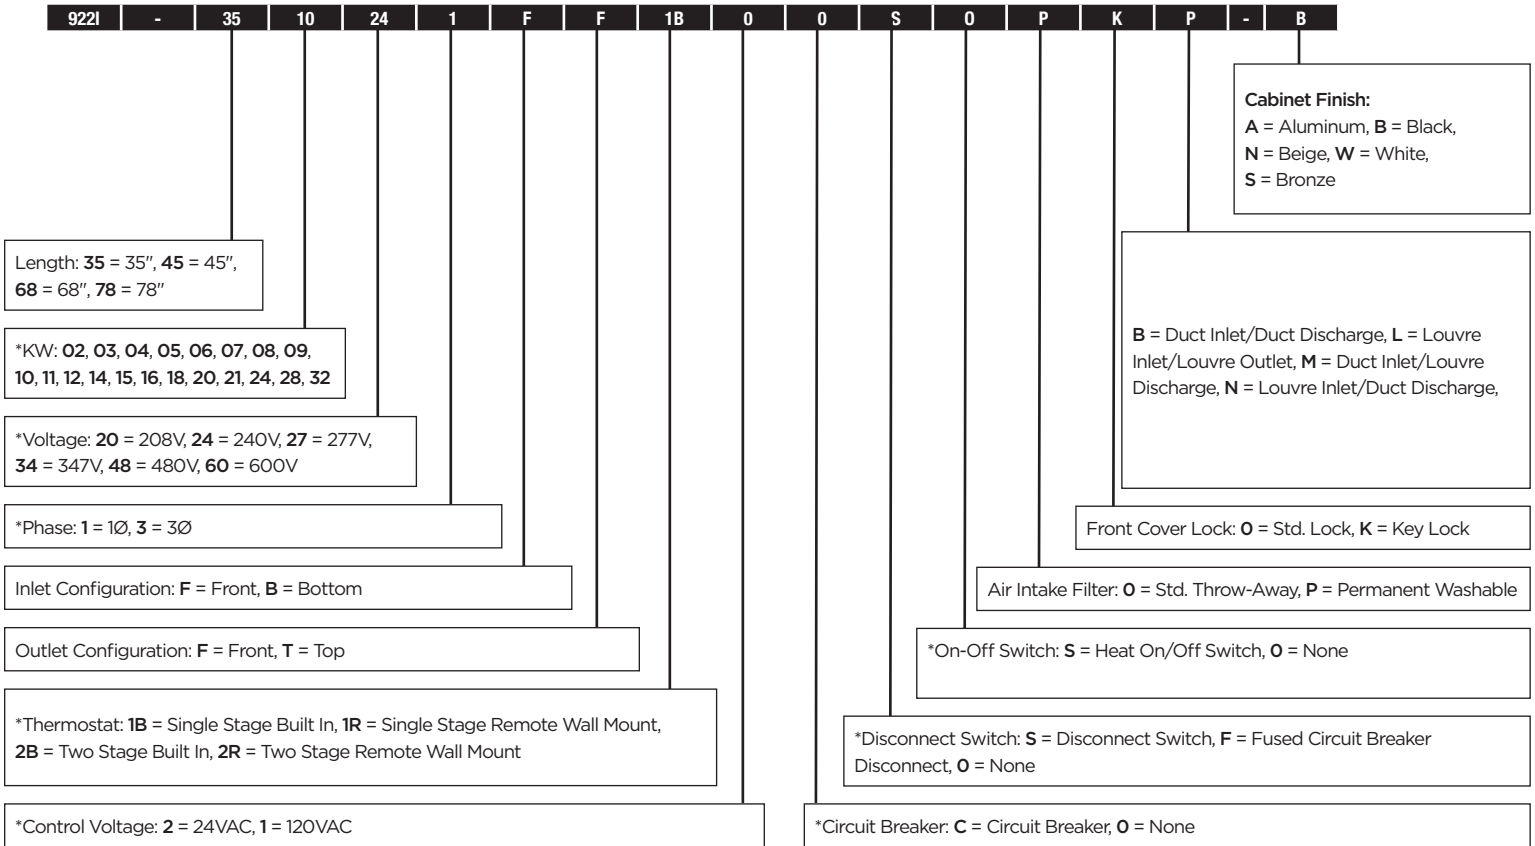 922I - 35 10 24 1 F F 1B 0 0 S 0 P K P - B
Cabinet Finish:
A = Aluminum, B = Black,
N = Beige, W = White,
S = Bronze
Length: 35 = 35", 45 = 45",
68 = 68", 78 = 78"
*KW: 02, 03, 04, 05, 06, 07, 08, 09,
10, 11, 12, 14, 15, 16, 18, 20, 21, 24, 28, 32
*Voltage: 20 = 208V, 24 = 240V, 27 = 277V,
34 = 347V, 48 = 480V, 60 = 600V
*Phase: 1 = 1Ø, 3 = 3Ø
Inlet Configuration: F = Front, B = Bottom
Outlet Configuration: F = Front, T = Top
*Thermostat: 1B = Single Stage Built In, 1R = Single Stage Remote Wall Mount,
2B = Two Stage Built In, 2R = Two Stage Remote Wall Mount
*Control Voltage: 2 = 24VAC, 1 = 120VAC
B = Duct Inlet/Duct Discharge, L = Louvre
Inlet/Louvre Outlet, M = Duct Inlet/Louvre
Discharge, N = Louvre Inlet/Duct Discharge,
Front Cover Lock: 0 = Std. Lock, K = Key Lock
Air Intake Filter: 0 = Std. Throw-Away, P = Permanent Washable
*On-Off Switch: S = Heat On/Off Switch, 0 = None
*Disconnect Switch: S = Disconnect Switch, F = Fused Circuit Breaker
Disconnect, 0 = None
*Circuit Breaker: C = Circuit Breaker, 0 = None